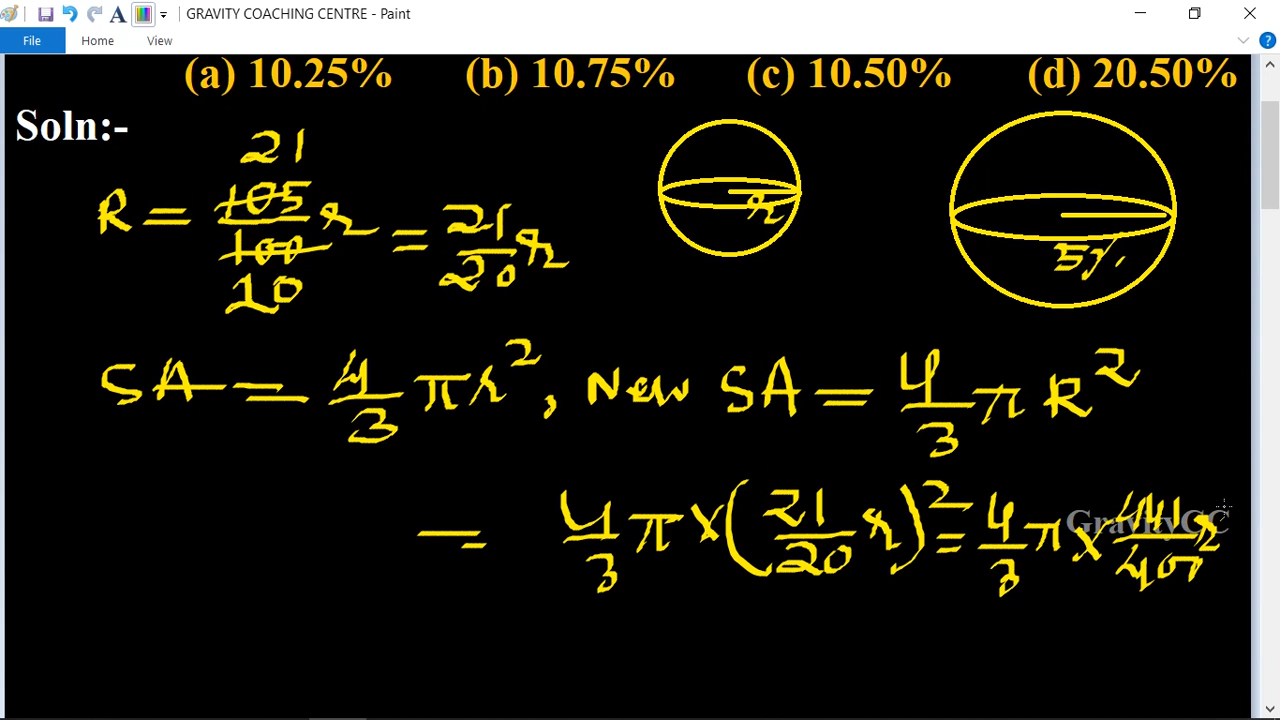 GRAVITY COACHING CENTRE - Paint
File Home View
(a) 10.25% (b) 10.75% (c) 10.50% (d) 20.50%
Soln:-
R = 105/100 r = 21/20 r
21
20
r
5%
SA = 4/3 πr², New SA = 4/3 π R²
= 4/3 π × (21/20 r)² = 4/3 π × 441/400 r
GravityGC